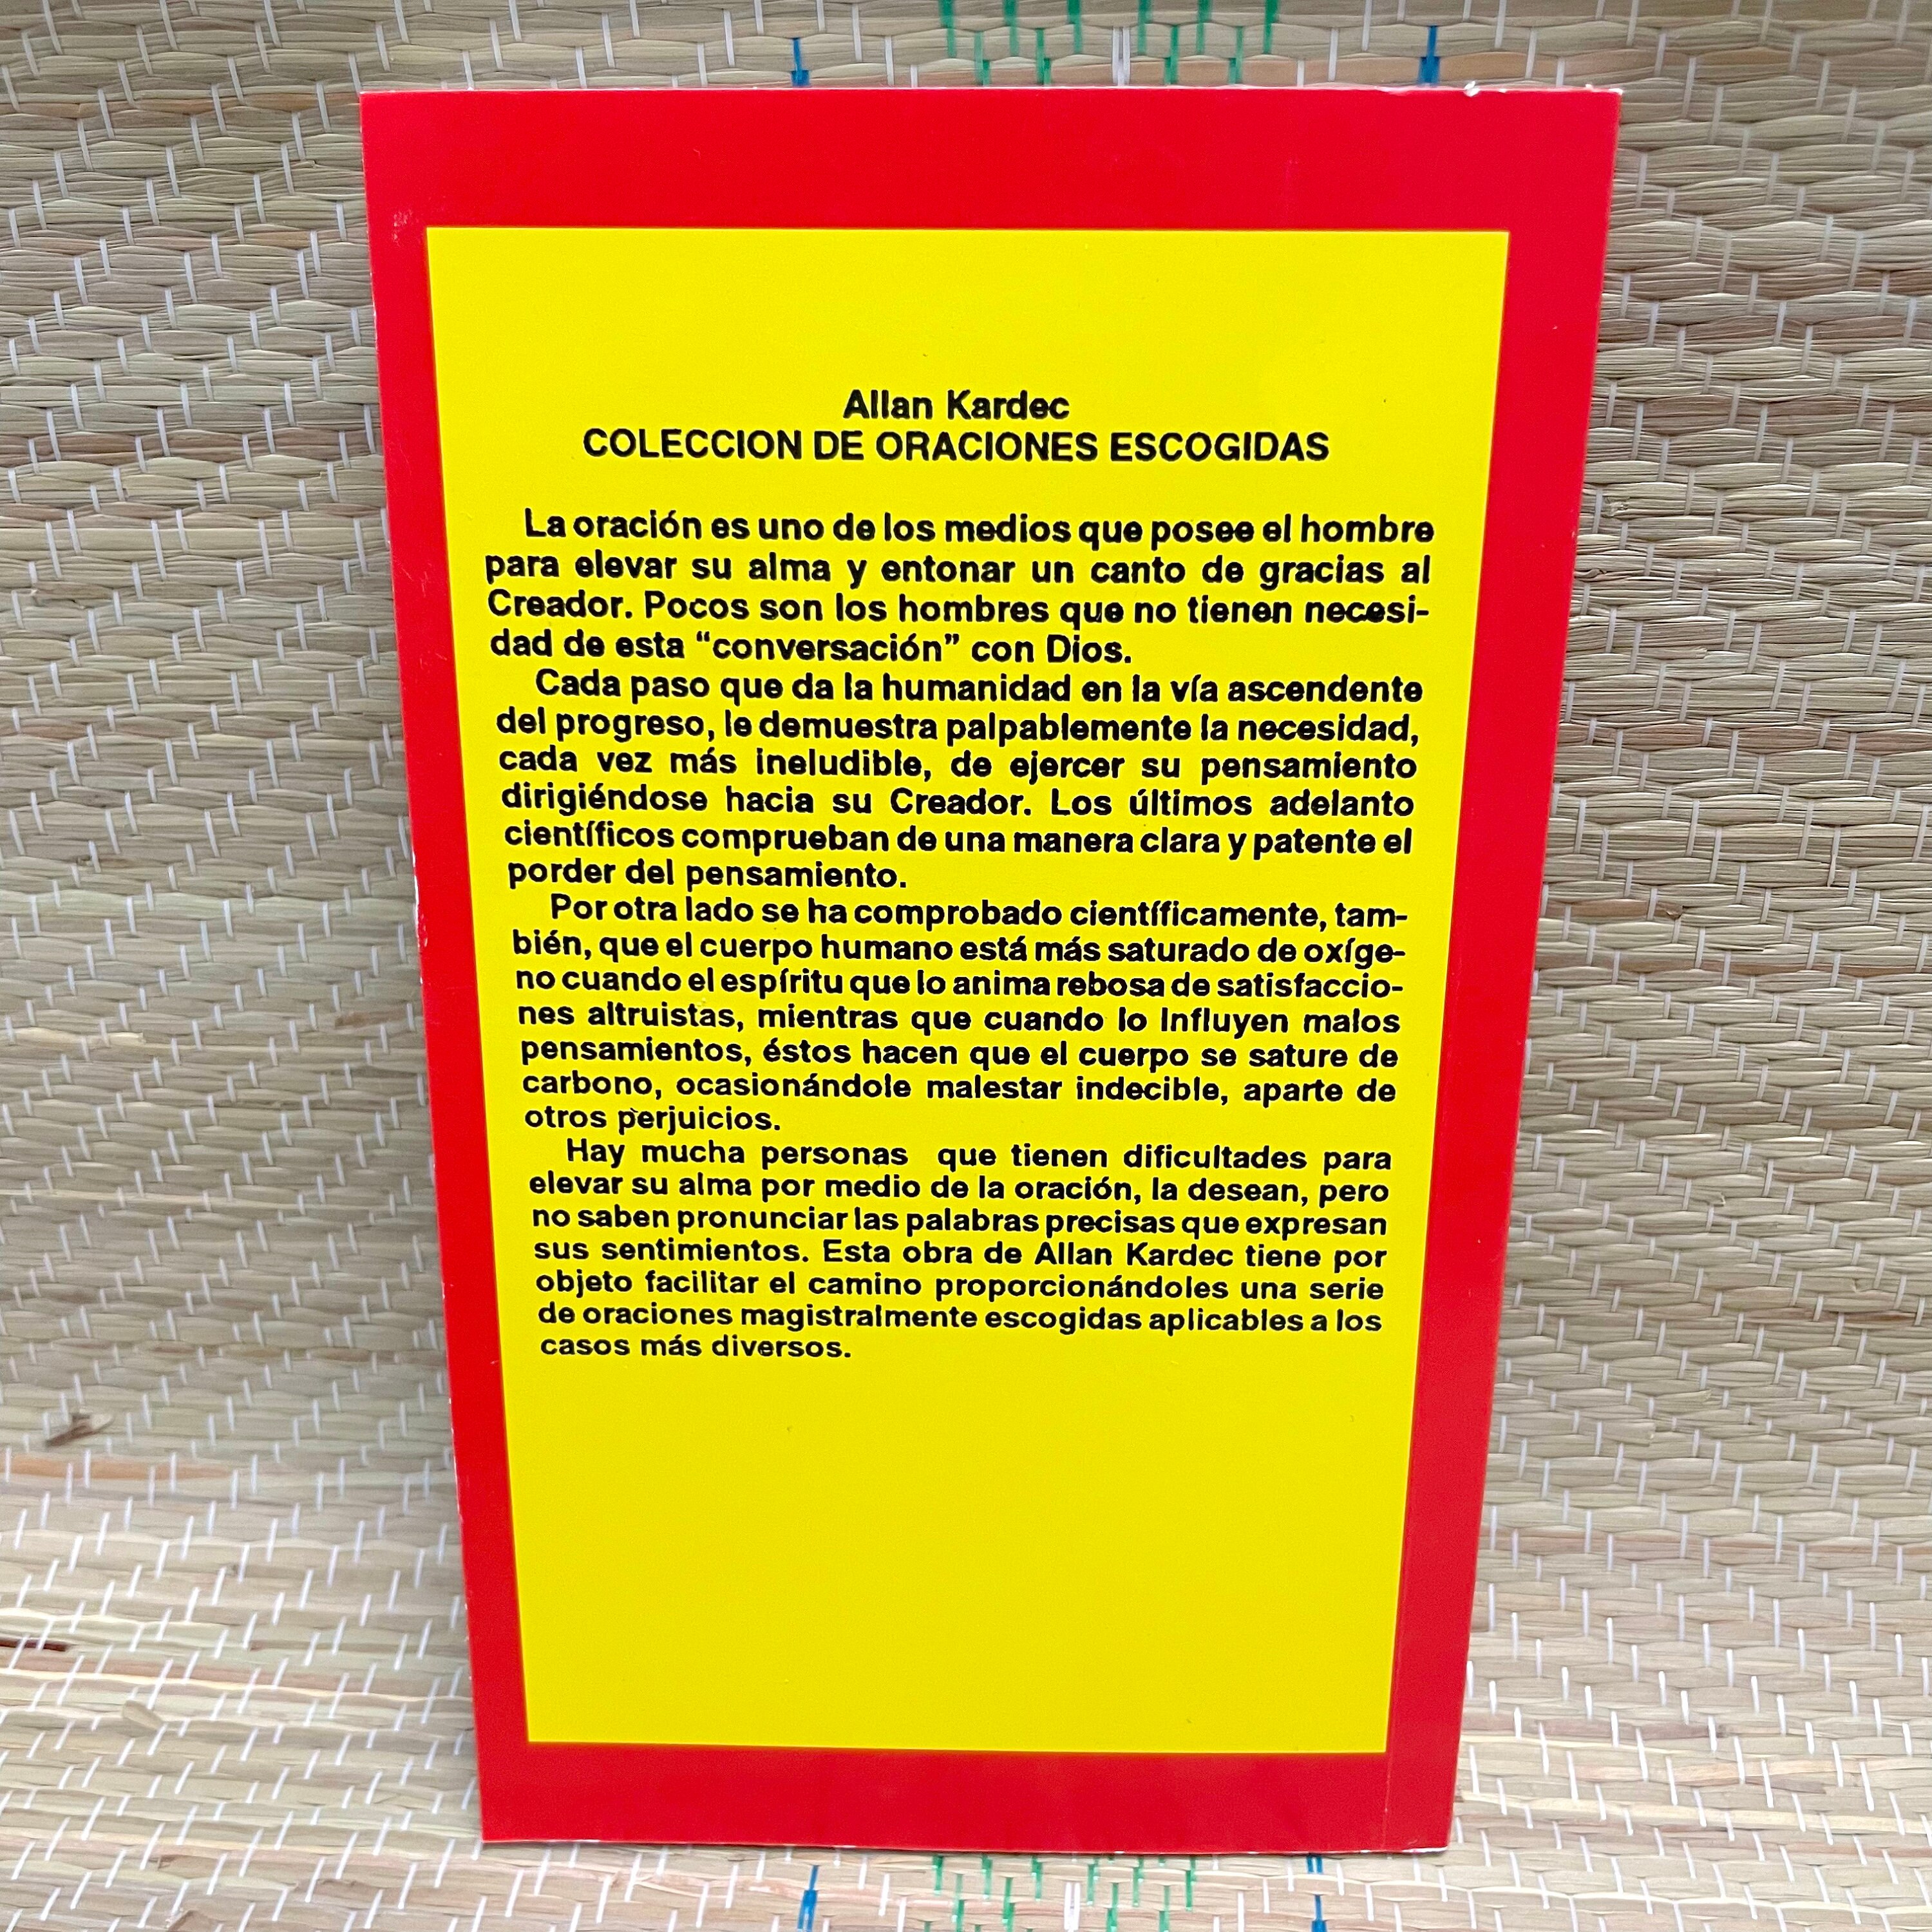 Allan Kardec
COLECCION DE ORACIONES ESCOGIDAS
La oración es uno de los medios que posee el hombre
para elevar su alma y entonar un canto de gracias al
Creador. Pocos son los hombres que no tienen necesi-
dad de esta “conversación” con Dios.
Cada paso que da la humanidad en la vía ascendente
del progreso, le demuestra palpablemente la necesidad,
cada vez más ineludible, de ejercer su pensamiento
dirigiéndose hacia su Creador. Los últimos adelanto
científicos comprueban de una manera clara y patente el
porder del pensamiento.
Por otra lado se ha comprobado científicamente, tam-
bién, que el cuerpo humano está más saturado de oxíge-
no cuando el espíritu que lo anima rebosa de satisfaccio-
nes altruistas, mientras que cuando lo Influyen malos
pensamientos, éstos hacen que el cuerpo se sature de
carbono, ocasionándole malestar indecible, aparte de
otros perjuicios.
Hay mucha personas que tienen dificultades para
elevar su alma por medio de la oración, la desean, pero
no saben pronunciar las palabras precisas que expresan
sus sentimientos. Esta obra de Allan Kardec tiene por
objeto facilitar el camino proporcionándoles una serie
de oraciones magistralmente escogidas aplicables a los
casos más diversos.